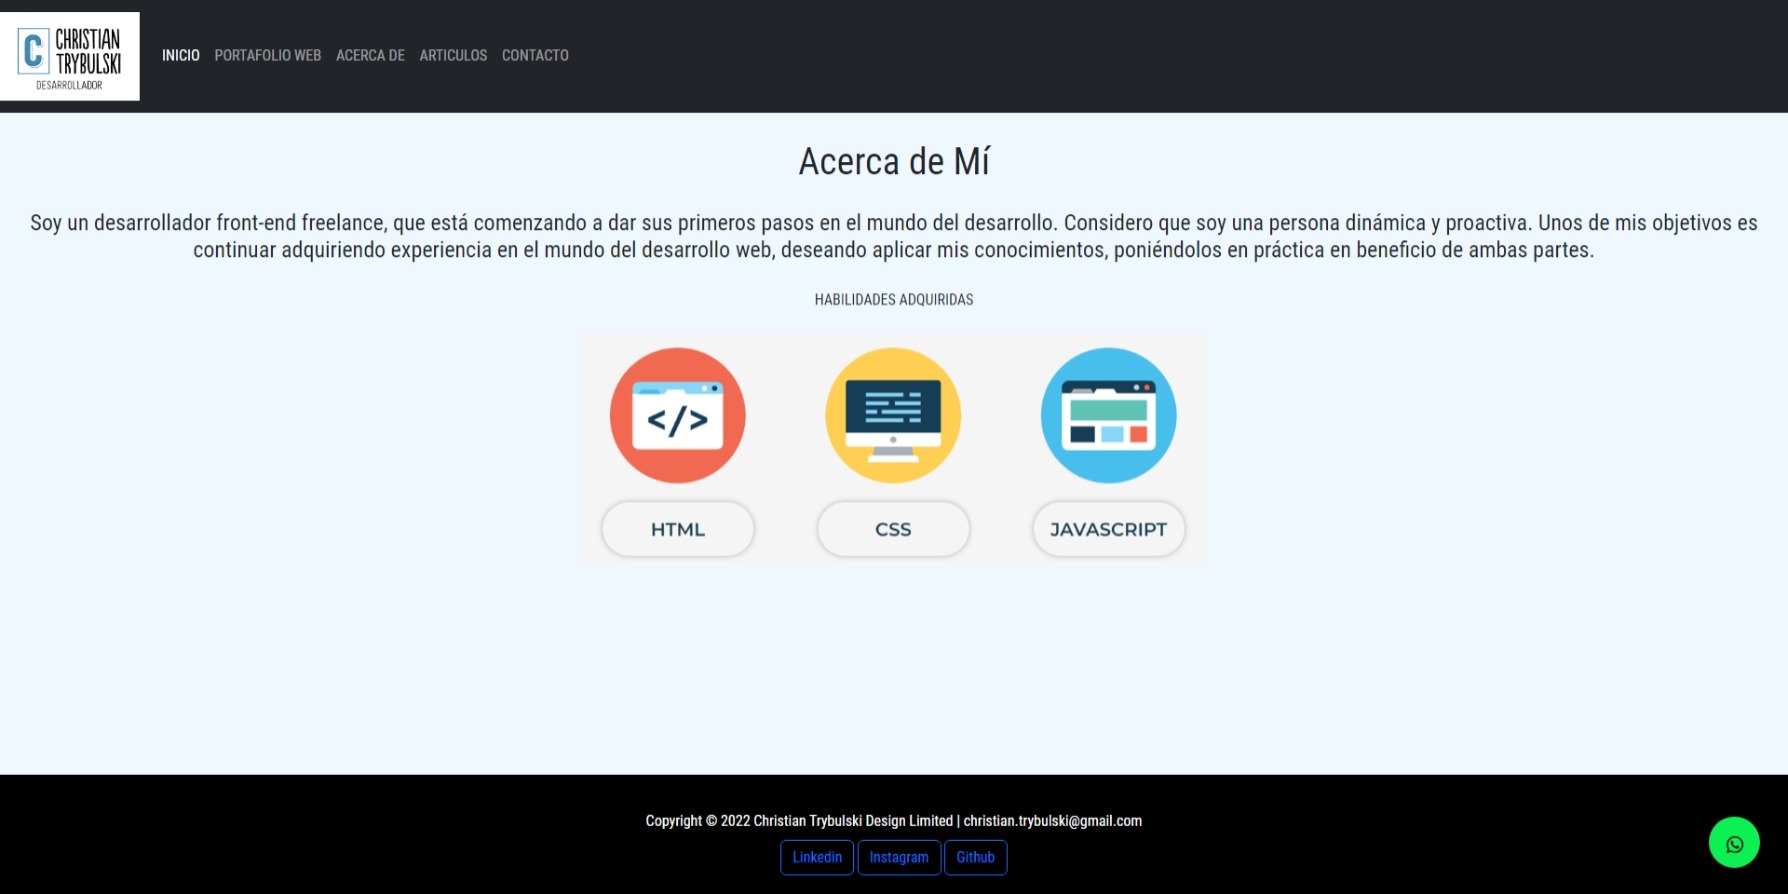 CHRISTIAN
TRYBULSKI
DESARROLLADOR
INICIO PORTAFOLIO WEB ACERCA DE ARTICULOS CONTACTO
Acerca de Mí
Soy un desarrollador front-end freelance, que está comenzando a dar sus primeros pasos en el mundo del desarrollo. Considero que soy una persona dinámica y proactiva. Unos de mis objetivos es
continuar adquiriendo experiencia en el mundo del desarrollo web, deseando aplicar mis conocimientos, poniéndolos en práctica en beneficio de ambas partes.
HABILIDADES ADQUIRIDAS
</>
HTML CSS JAVASCRIPT
Copyright © 2022 Christian Trybulski Design Limited | christian.trybulski@gmail.com
Linkedin Instagram Github